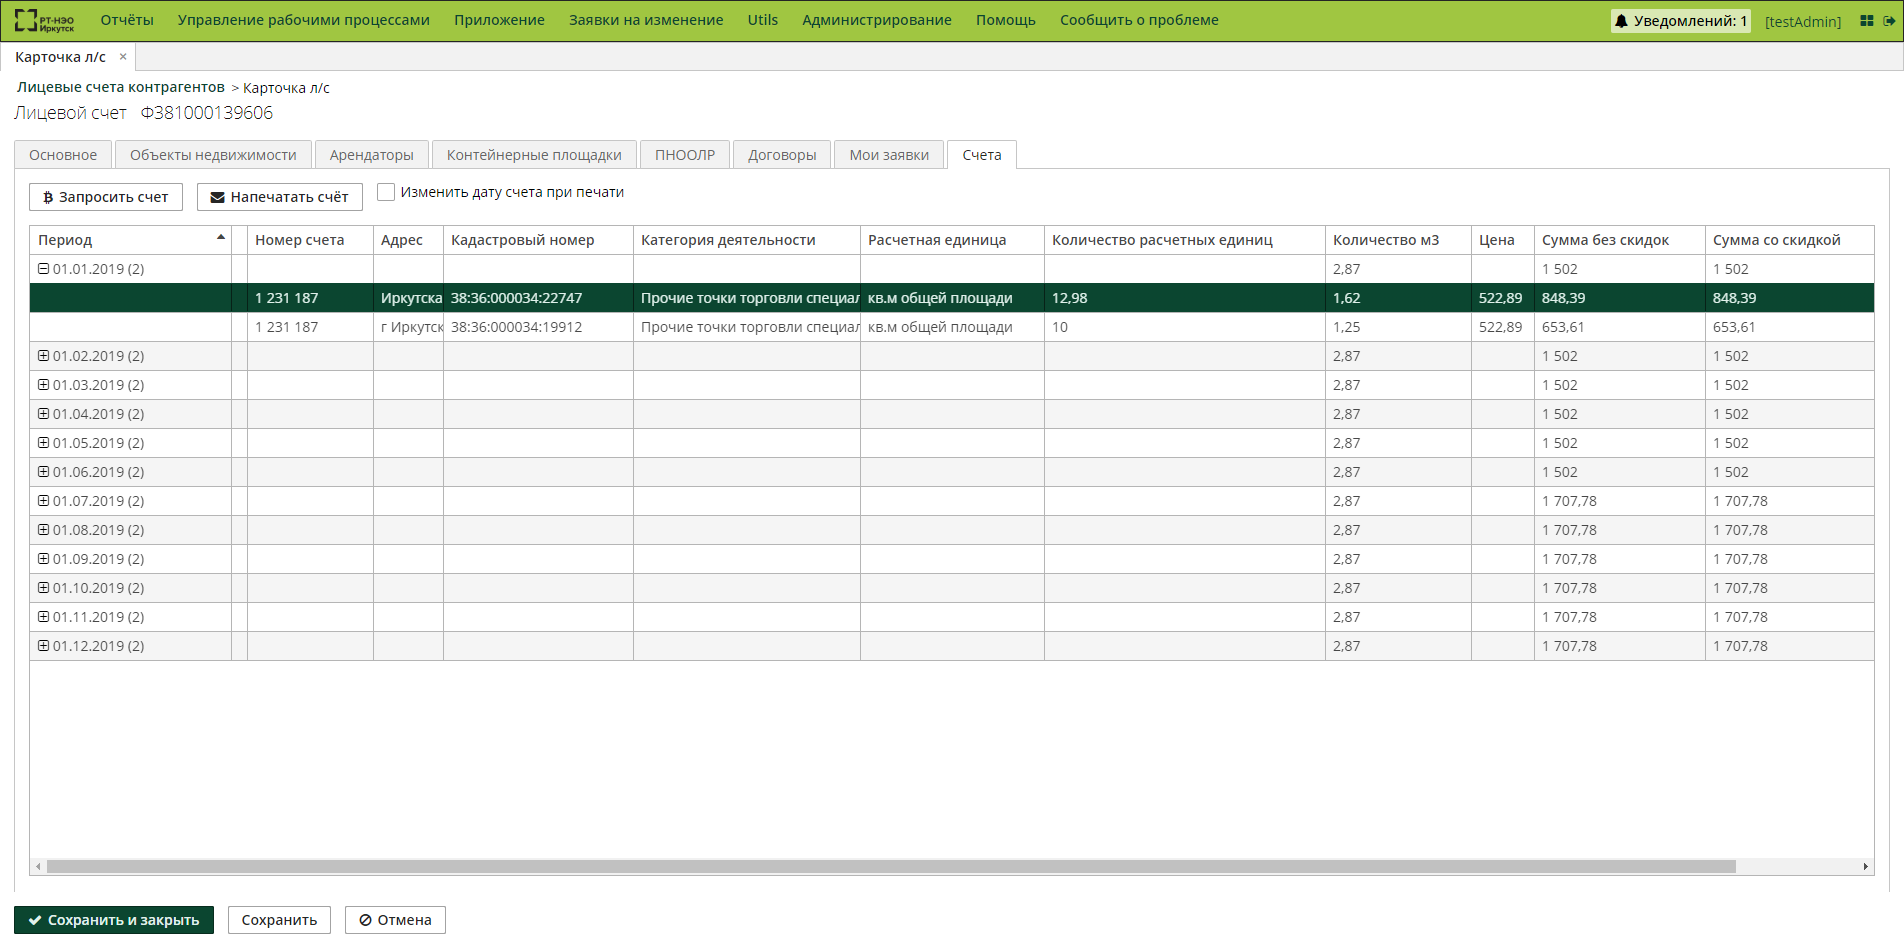 РТ-НЭО Иркутск Отчёты Управление рабочими процессами Приложение Заявки на изменение Utils Администрирование Помощь Сообщить о проблеме Уведомлений: 1 [testAdmin]
Карточка л/с ×
Лицевые счета контрагентов > Карточка л/с
Лицевой счет Ф381000139606
Основное Объекты недвижимости Арендаторы Контейнерные площадки ПНООЛР Договоры Мои заявки Счета
Запросить счет Напечатать счёт Изменить дату счета при печати
Период Номер счета Адрес Кадастровый номер Категория деятельности Расчетная единица Количество расчетных единиц Количество м3 Цена Сумма без скидок Сумма со скидкой
01.01.2019 (2) 2,87 1 502 1 502
1 231 187 Иркутска 38:36:000034:22747 Прочие точки торговли специал кв.м общей площади 12,98 1,62 522,89 848,39 848,39
1 231 187 г Иркутск 38:36:000034:19912 Прочие точки торговли специал кв.м общей площади 10 1,25 522,89 653,61 653,61
01.02.2019 (2) 2,87 1 502 1 502
01.03.2019 (2) 2,87 1 502 1 502
01.04.2019 (2) 2,87 1 502 1 502
01.05.2019 (2) 2,87 1 502 1 502
01.06.2019 (2) 2,87 1 502 1 502
01.07.2019 (2) 2,87 1 707,78 1 707,78
01.08.2019 (2) 2,87 1 707,78 1 707,78
01.09.2019 (2) 2,87 1 707,78 1 707,78
01.10.2019 (2) 2,87 1 707,78 1 707,78
01.11.2019 (2) 2,87 1 707,78 1 707,78
01.12.2019 (2) 2,87 1 707,78 1 707,78
Сохранить и закрыть Сохранить Отмена